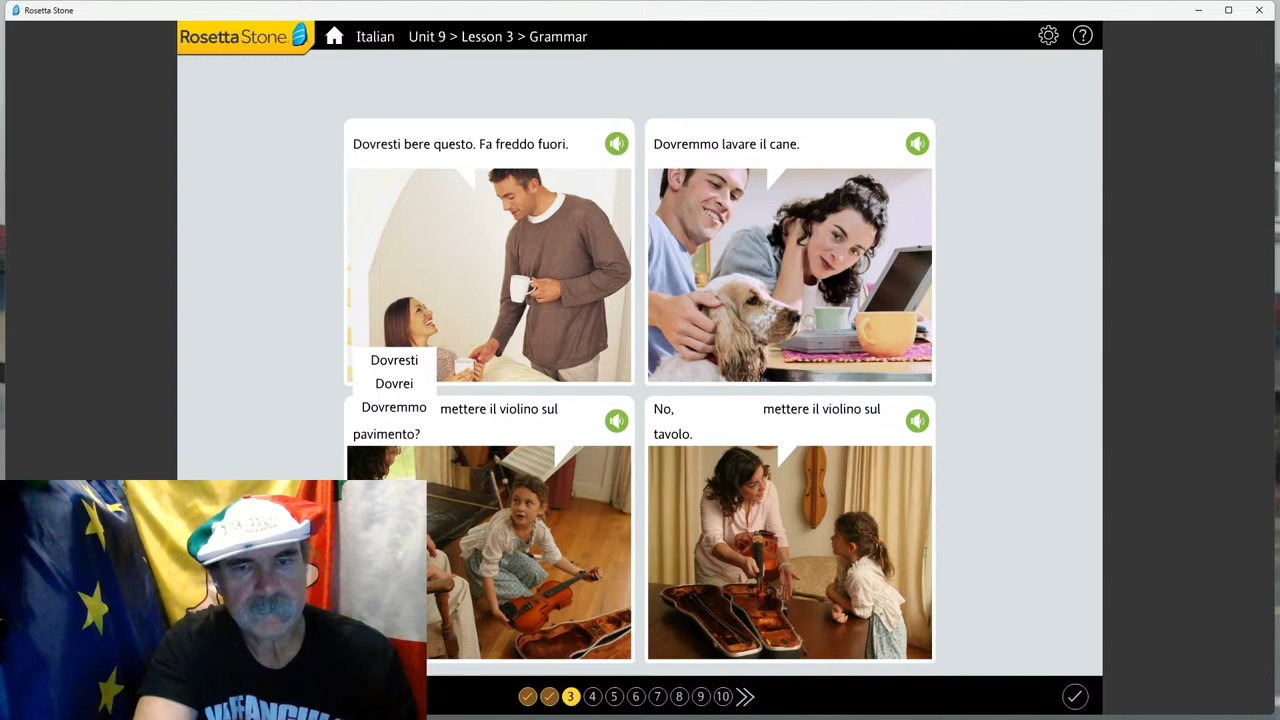 Rosetta Stone
RosettaStone
Italian Unit 9 > Lesson 3 > Grammar
Dovresti bere questo. Fa freddo fuori.
Dovremmo lavare il cane.
Dovresti
Dovrei
Dovremmo
mettere il violino sul
pavimento?
No, mettere il violino sul
tavolo.
3 4 5 6 7 8 9 10